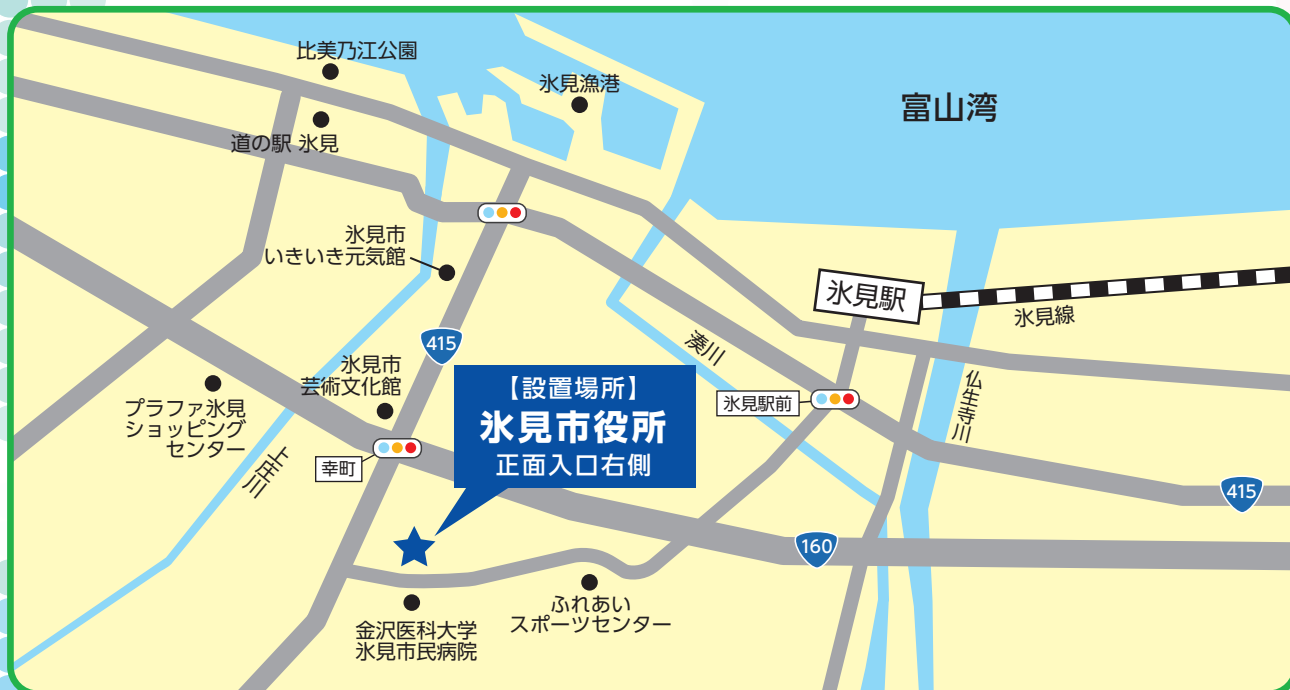 比美乃江公園
氷見漁港
富山湾
道の駅 氷見
氷見市
いきいき元気館
氷見駅
氷見線
415
湊川
氷見市
芸術文化館
【設置場所】
氷見市役所
正面入口右側
氷見駅前
仏生寺川
プラファ氷見
ショッピング
センター
上庄川
幸町
415
160
ふれあい
スポーツセンター
金沢医科大学
氷見市民病院